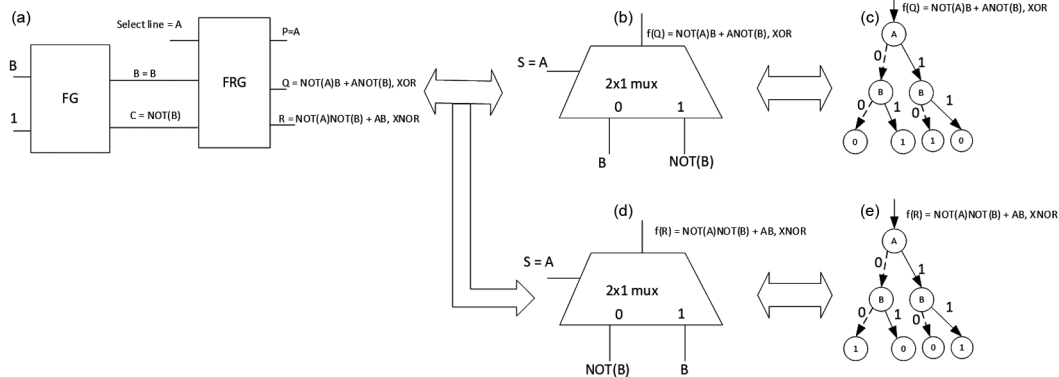 (a)
Select line = A
P=A
B
FG
B = B
FRG
Q = NOT(A)B + ANOT(B), XOR
1
C = NOT(B)
R = NOT(A)NOT(B) + AB, XNOR
(b)
f(Q) = NOT(A)B + ANOT(B), XOR
S = A
2x1 mux
0 1
B
NOT(B)
(c)
f(Q) = NOT(A)B + ANOT(B), XOR
A
0 1
B B
0 1 0 1
0 1 1 0
(d)
f(R) = NOT(A)NOT(B) + AB, XNOR
S = A
2x1 mux
0 1
NOT(B) B
(e)
f(R) = NOT(A)NOT(B) + AB, XNOR
A
0 1
B B
0 1 0 1
1 0 0 1